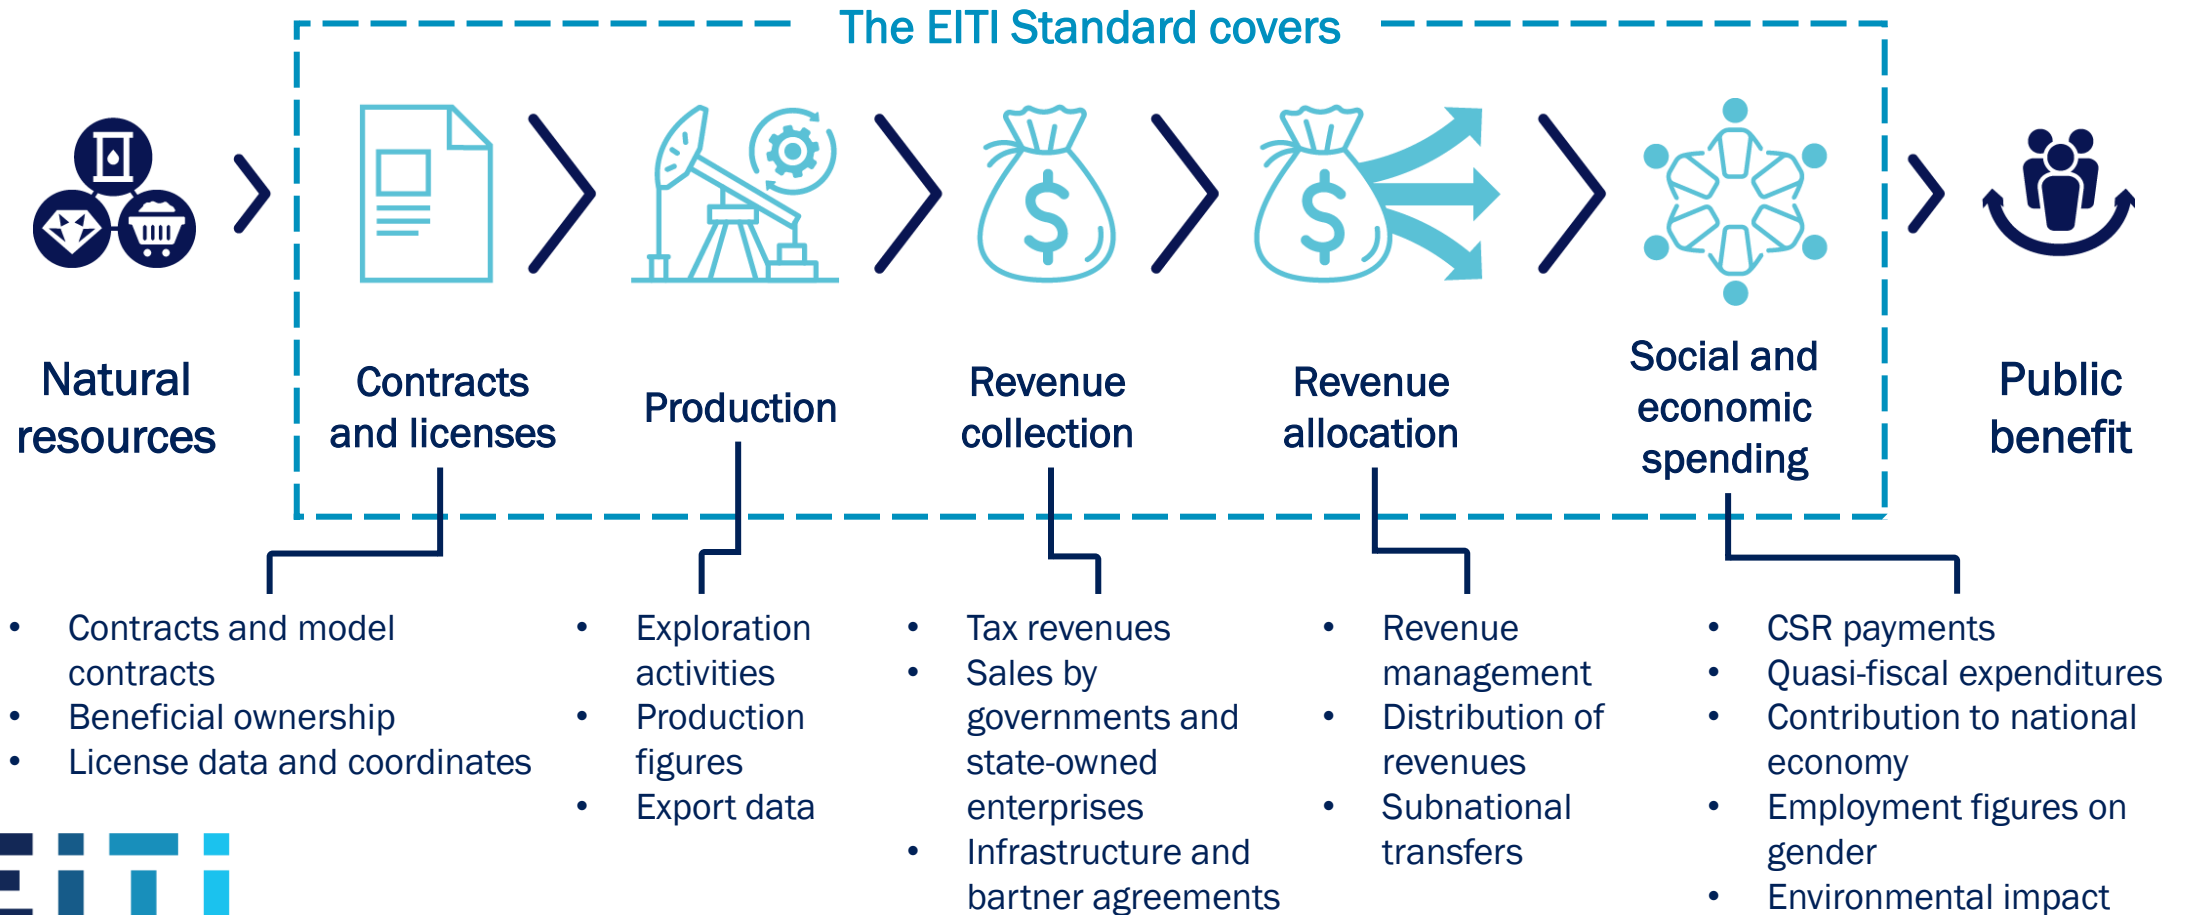 The EITI Standard covers
Natural
resources
Contracts
and licenses
Production
Revenue
collection
Revenue
allocation
Social and
economic
spending
Public
benefit
• Contracts and model
contracts
• Beneficial ownership
• License data and coordinates
• Exploration
activities
• Production
figures
• Export data
• Tax revenues
• Sales by
governments and
state-owned
enterprises
• Infrastructure and
bartner agreements
• Revenue
management
• Distribution of
revenues
• Subnational
transfers
• CSR payments
• Quasi-fiscal expenditures
• Contribution to national
economy
• Employment figures on
gender
• Environmental impact
EITI